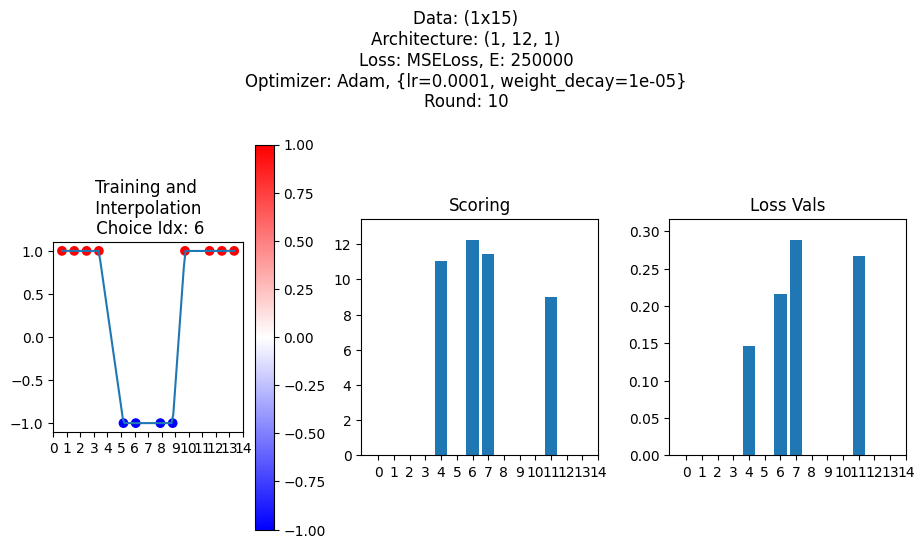 Data: (1x15)
Architecture: (1, 12, 1)
Loss: MSELoss, E: 250000
Optimizer: Adam, {lr=0.0001, weight_decay=1e-05}
Round: 10
Training and
Interpolation
Choice Idx: 6
1.0
0.5
0.0
−0.5
−1.0
0 1 2 3 4 5 6 7 8 9 10 11 12 13 14
1.00
0.75
0.50
0.25
0.00
−0.25
−0.50
−0.75
−1.00
Scoring
12
10
8
6
4
2
0
0 1 2 3 4 5 6 7 8 9 10 11 12 13 14
Loss Vals
0.30
0.25
0.20
0.15
0.10
0.05
0.00
0 1 2 3 4 5 6 7 8 9 10 11 12 13 14